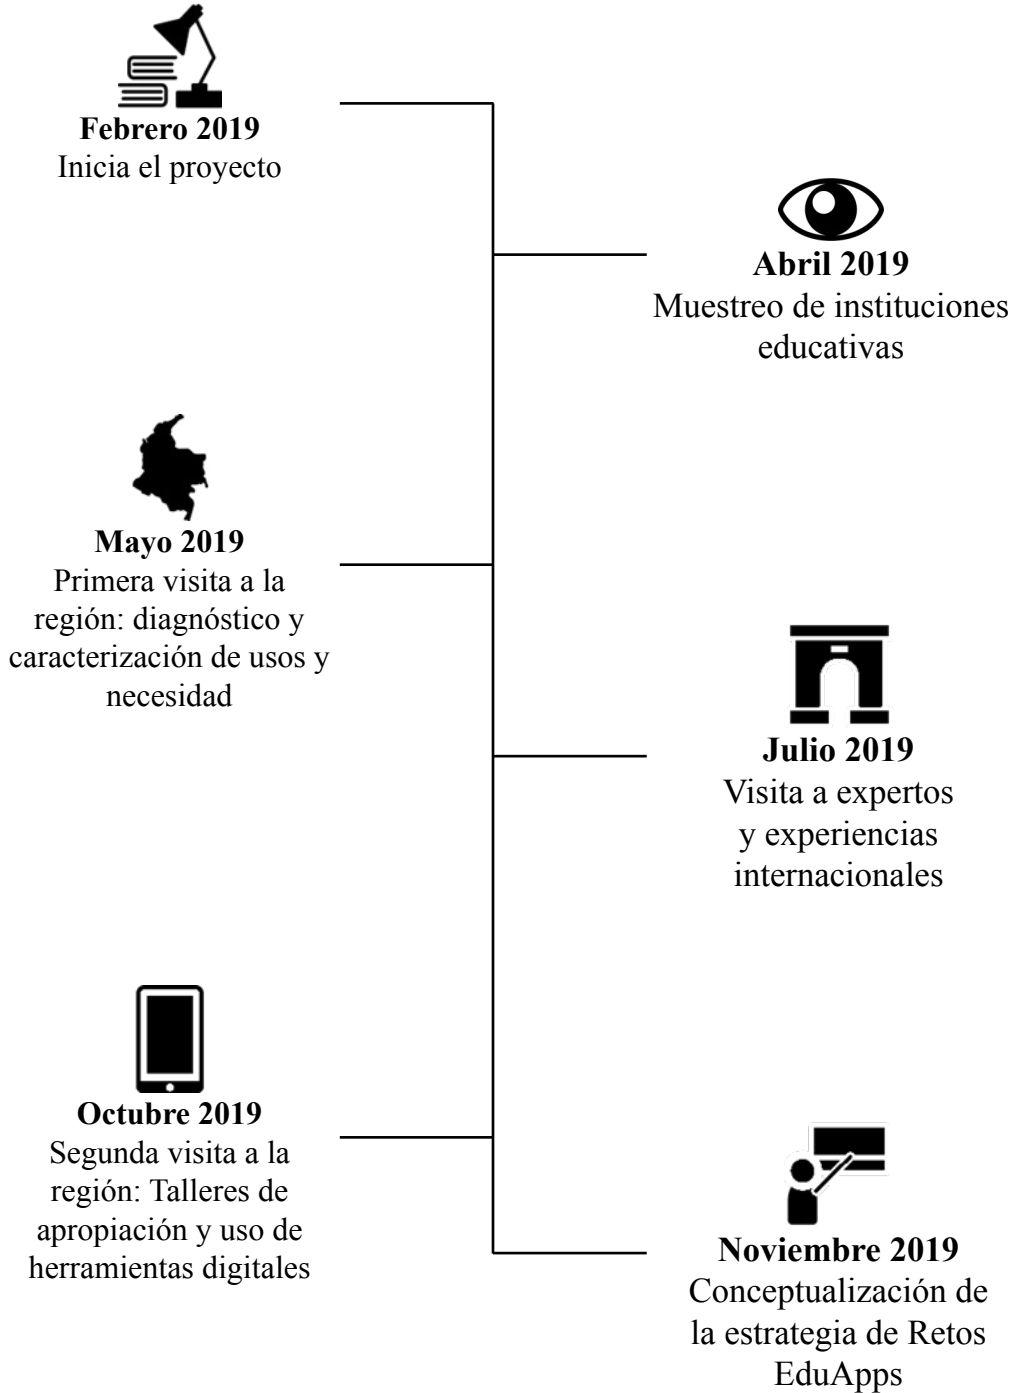 Febrero 2019
Inicia el proyecto
Abril 2019
Muestreo de instituciones
educativas
Mayo 2019
Primera visita a la
región: diagnóstico y
caracterización de usos y
necesidad
Julio 2019
Visita a expertos
y experiencias
internacionales
Octubre 2019
Segunda visita a la
región: Talleres de
apropiación y uso de
herramientas digitales
Noviembre 2019
Conceptualización de
la estrategia de Retos
EduApps